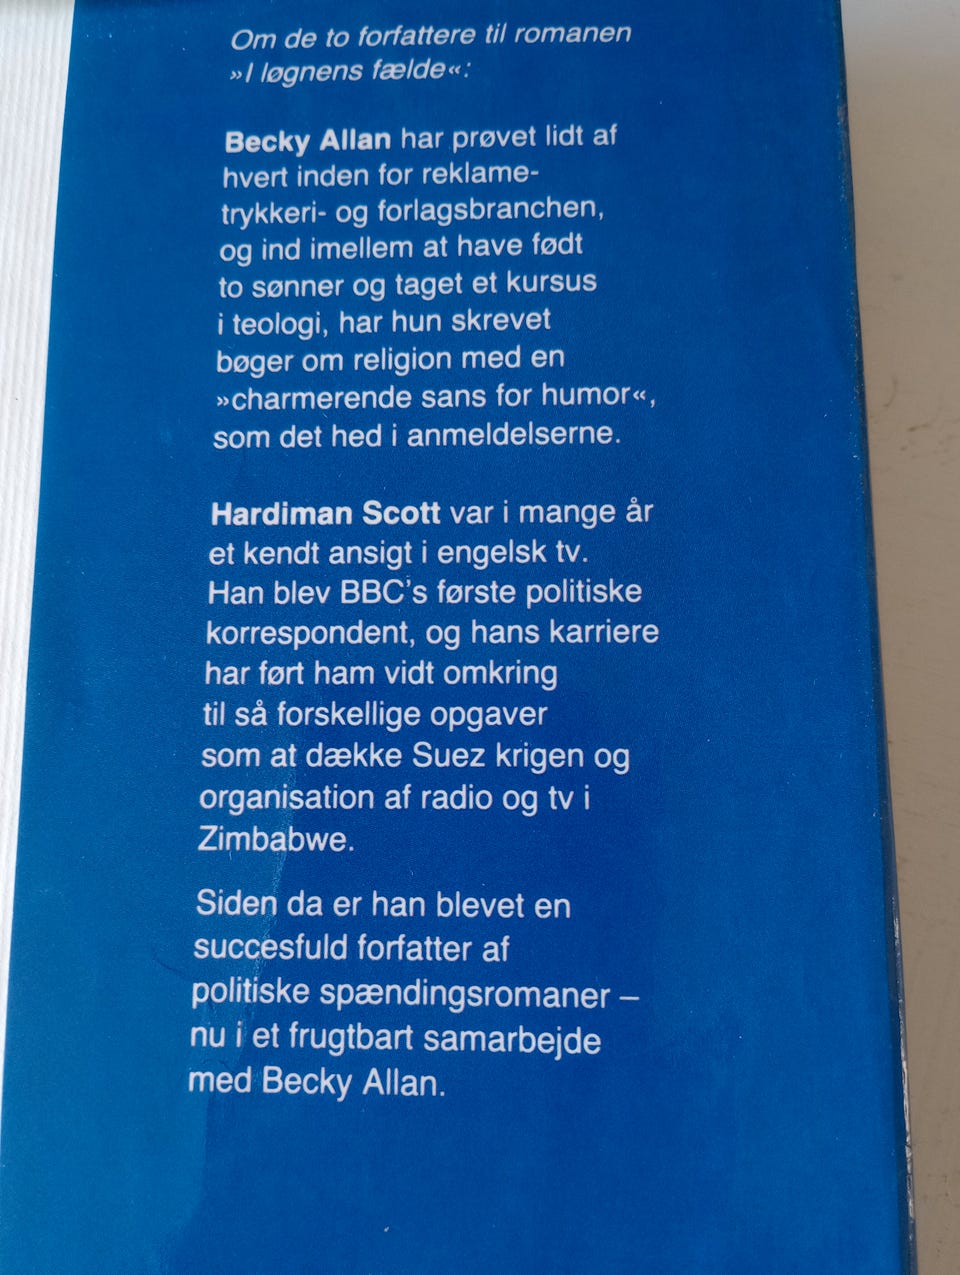 Om de to forfattere til romanen
»I løgnens fælde«:
Becky Allan har prøvet lidt af
hvert inden for reklame-
trykkeri- og forlagsbranchen,
og ind imellem at have født
to sønner og taget et kursus
i teologi, har hun skrevet
bøger om religion med en
»charmerende sans for humor«,
som det hed i anmeldelserne.
Hardiman Scott var i mange år
et kendt ansigt i engelsk tv.
Han blev BBC's første politiske
korrespondent, og hans karriere
har ført ham vidt omkring
til så forskellige opgaver
som at dække Suez krigen og
organisation af radio og tv i
Zimbabwe.
Siden da er han blevet en
succesfuld forfatter af
politiske spændingsromaner –
nu i et frugtbart samarbejde
med Becky Allan.